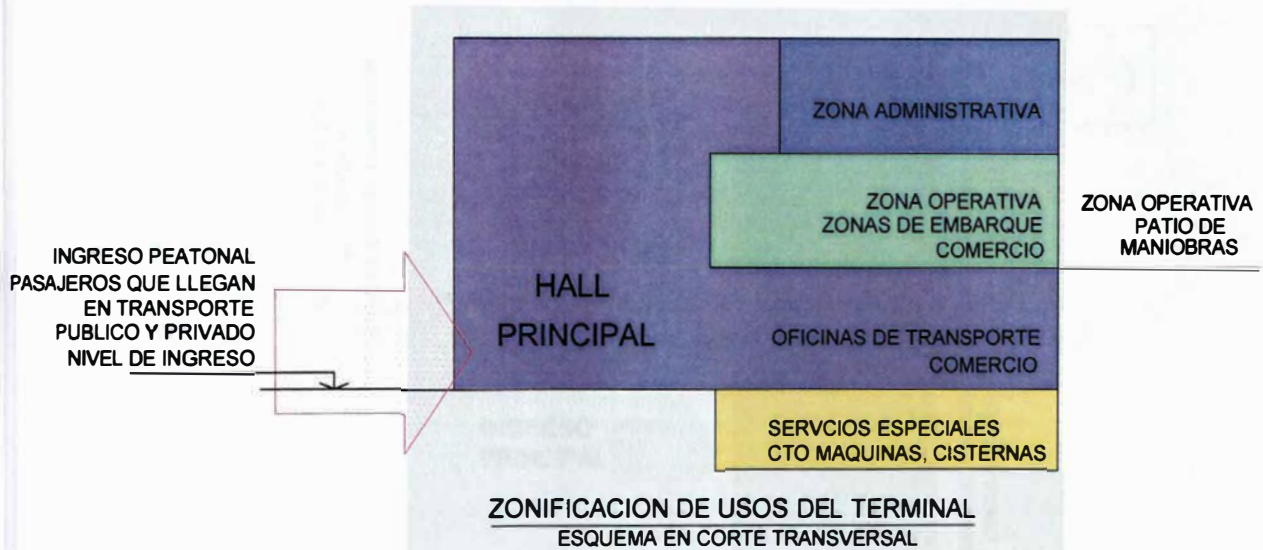 ZONA ADMINISTRATIVA
ZONA OPERATIVA
ZONAS DE EMBARQUE
COMERCIO
ZONA OPERATIVA
PATIO DE
MANIOBRAS
INGRESO PEATONAL
PASAJEROS QUE LLEGAN
EN TRANSPORTE
PUBLICO Y PRIVADO
NIVEL DE INGRESO
HALL
PRINCIPAL
OFICINAS DE TRANSPORTE
COMERCIO
SERVCIOS ESPECIALES
CTO MAQUINAS, CISTERNAS
ZONIFICACION DE USOS DEL TERMINAL
ESQUEMA EN CORTE TRANSVERSAL